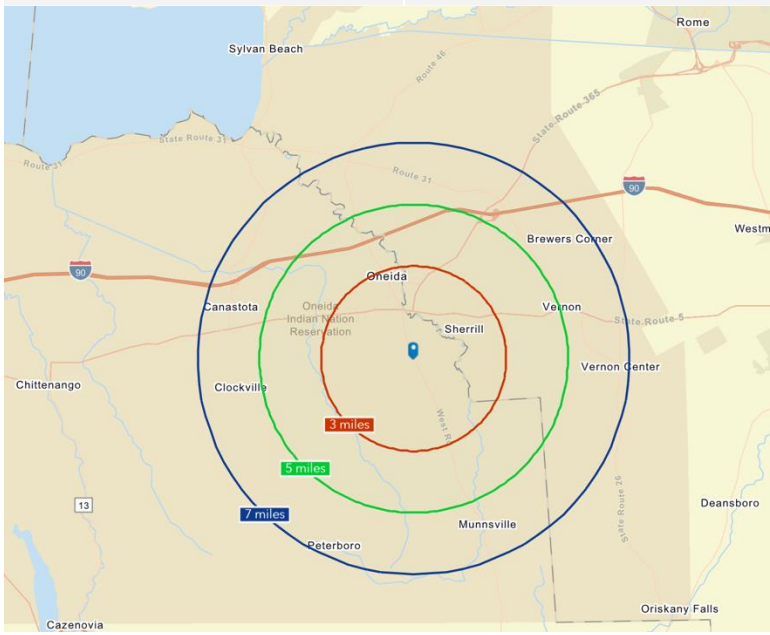 Rome
Sylvan Beach
Route 46
State Route 365
State Route 31
Route 31
Route 31
90
Brewers Corner
Westm
90
Oneida
Canastota
Oneida
Indian Nation
Reservation
Vernon
Sherrill
State Route 5
Vernon Center
Chittenango
Clockville
3 miles
West R
5 miles
State Route 26
13
7 miles
Deansboro
Munnsville
Peterboro
Oriskany Falls
Cazenovia